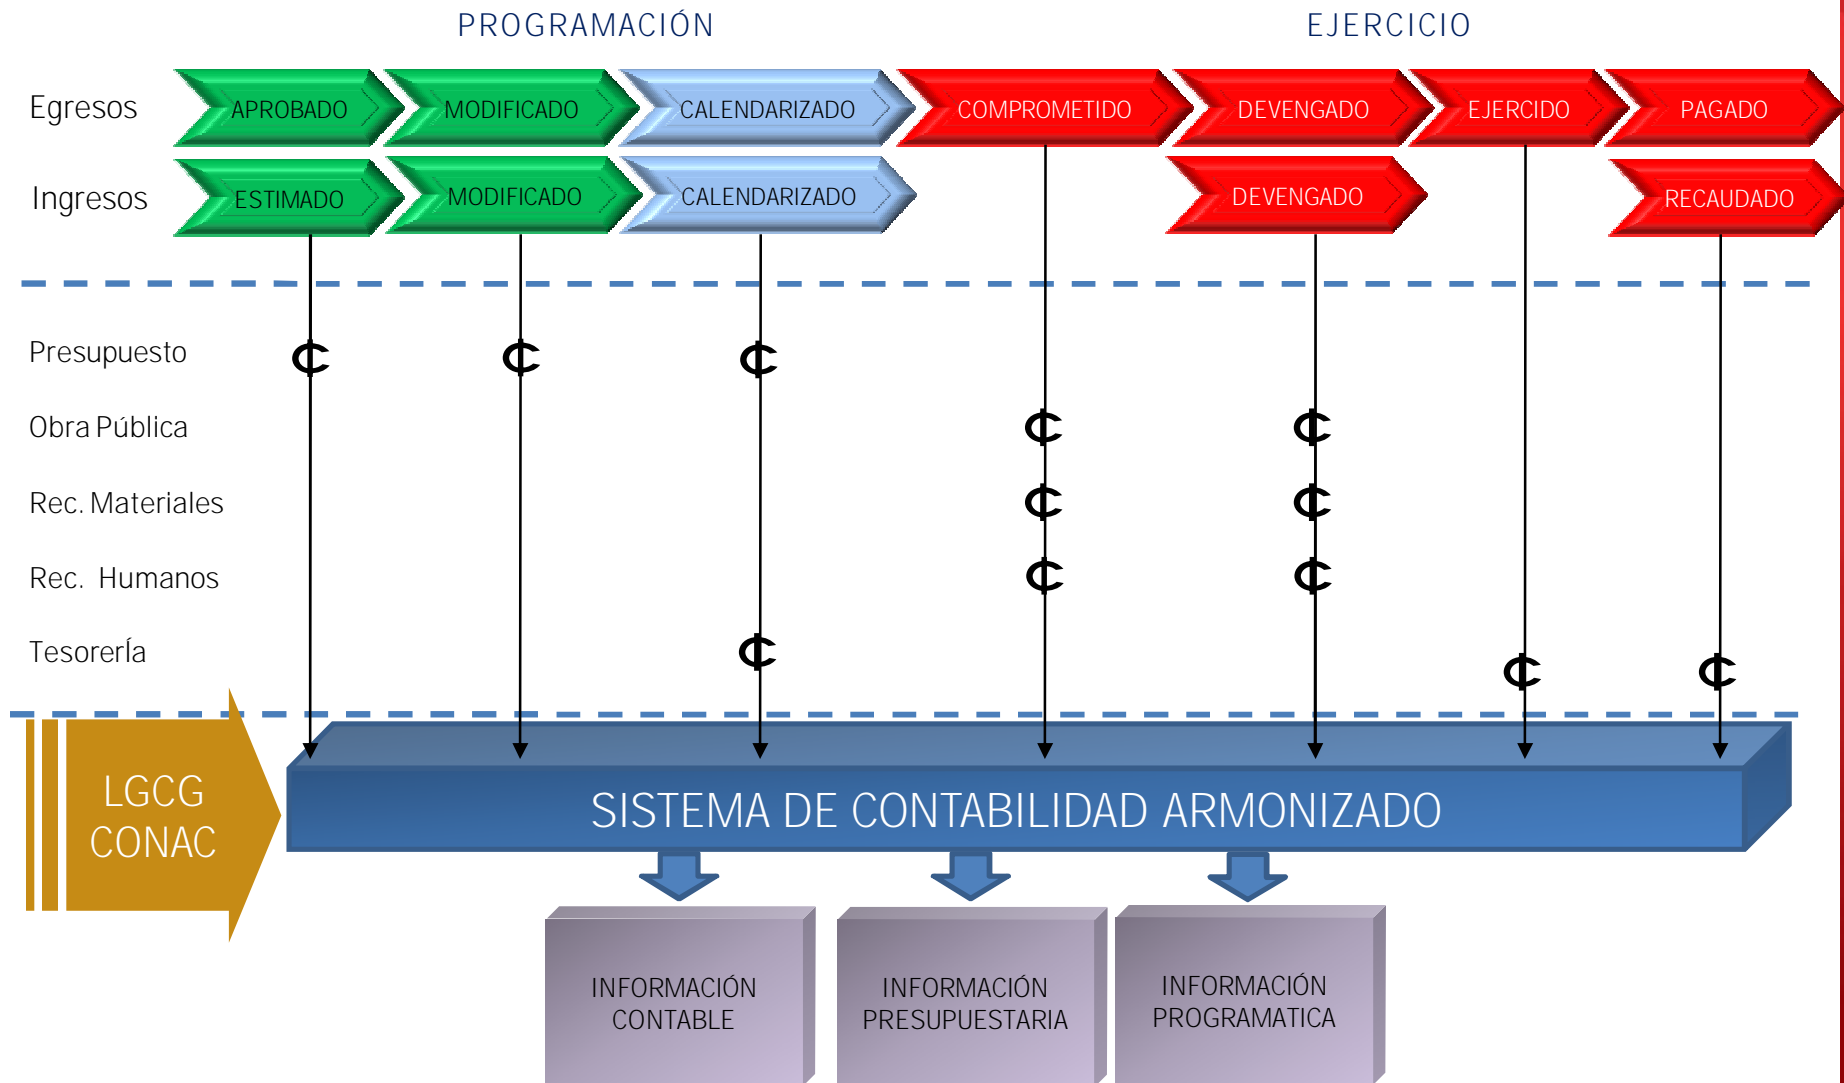 PROGRAMACIÓN EJERCICIO
Egresos APROBADO MODIFICADO CALENDARIZADO COMPROMETIDO DEVENGADO EJERCIDO PAGADO
Ingresos ESTIMADO MODIFICADO CALENDARIZADO DEVENGADO RECAUDADO
Presupuesto ₵ ₵ ₵
Obra Pública ₵ ₵
Rec. Materiales ₵ ₵
Rec. Humanos ₵ ₵
Tesorería ₵ ₵ ₵
LGCG
CONAC
SISTEMA DE CONTABILIDAD ARMONIZADO
INFORMACIÓN
CONTABLE
INFORMACIÓN
PRESUPUESTARIA
INFORMACIÓN
PROGRAMATICA